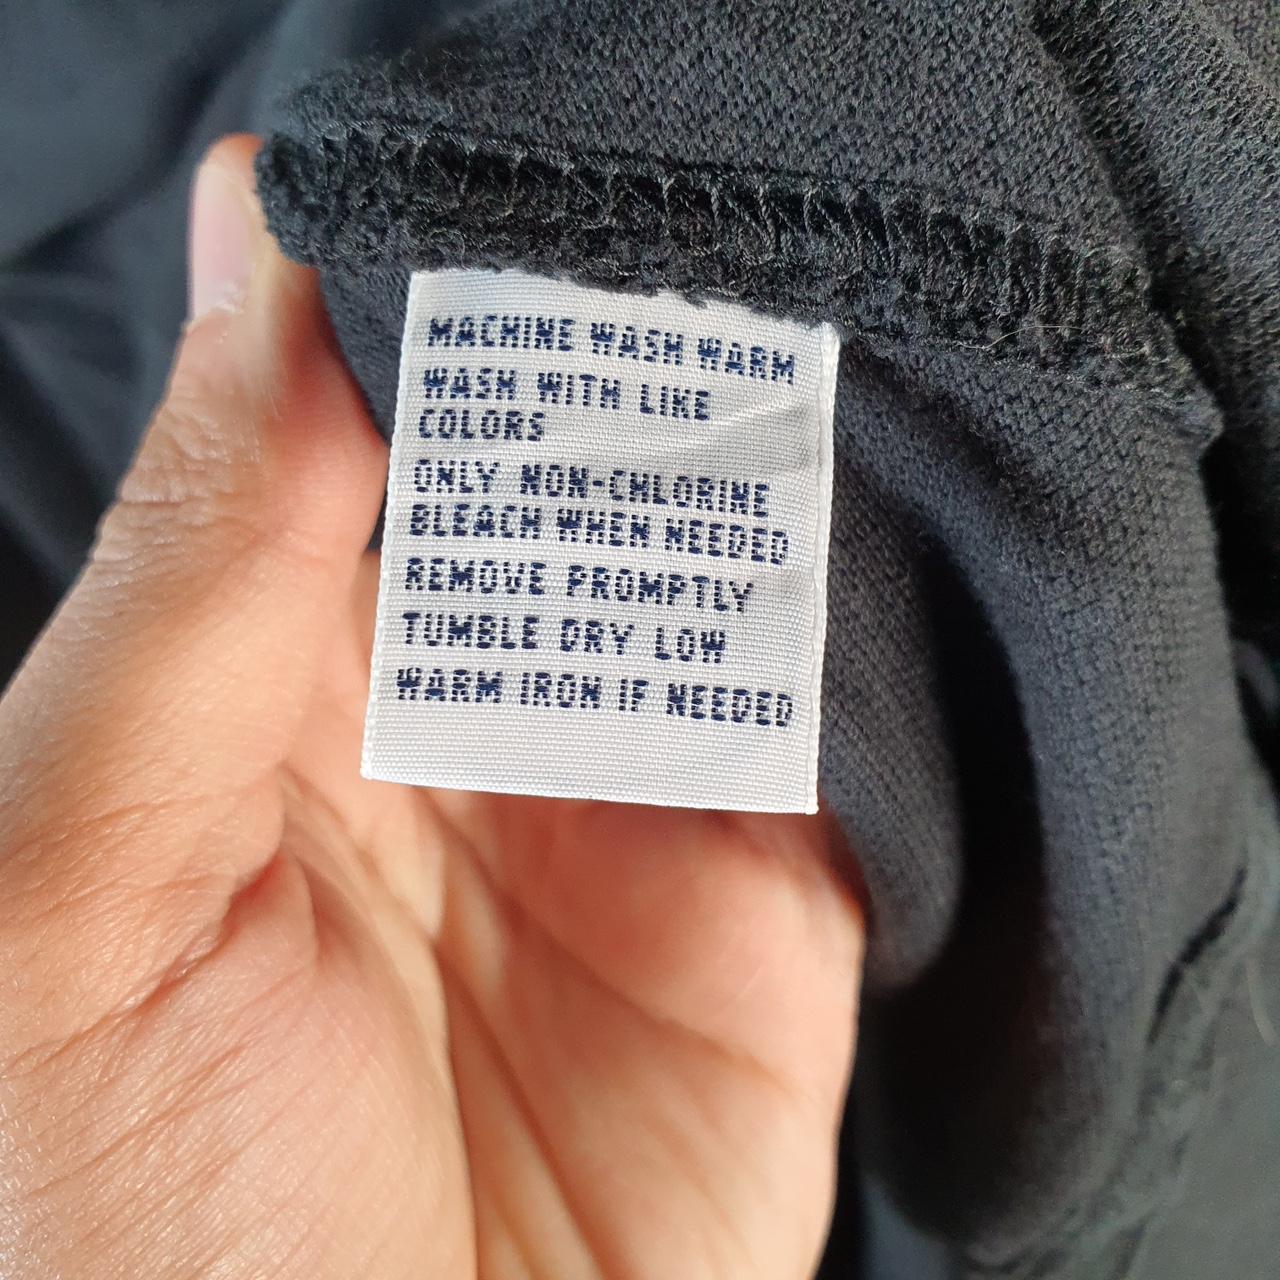 MACHINE WASH WARM
WASH WITH LIKE
COLORS
ONLY NON-CHLORINE
BLEACH WHEN NEEDED
REMOVE PROMPTLY
TUMBLE DRY LOW
WARM IRON IF NEEDED